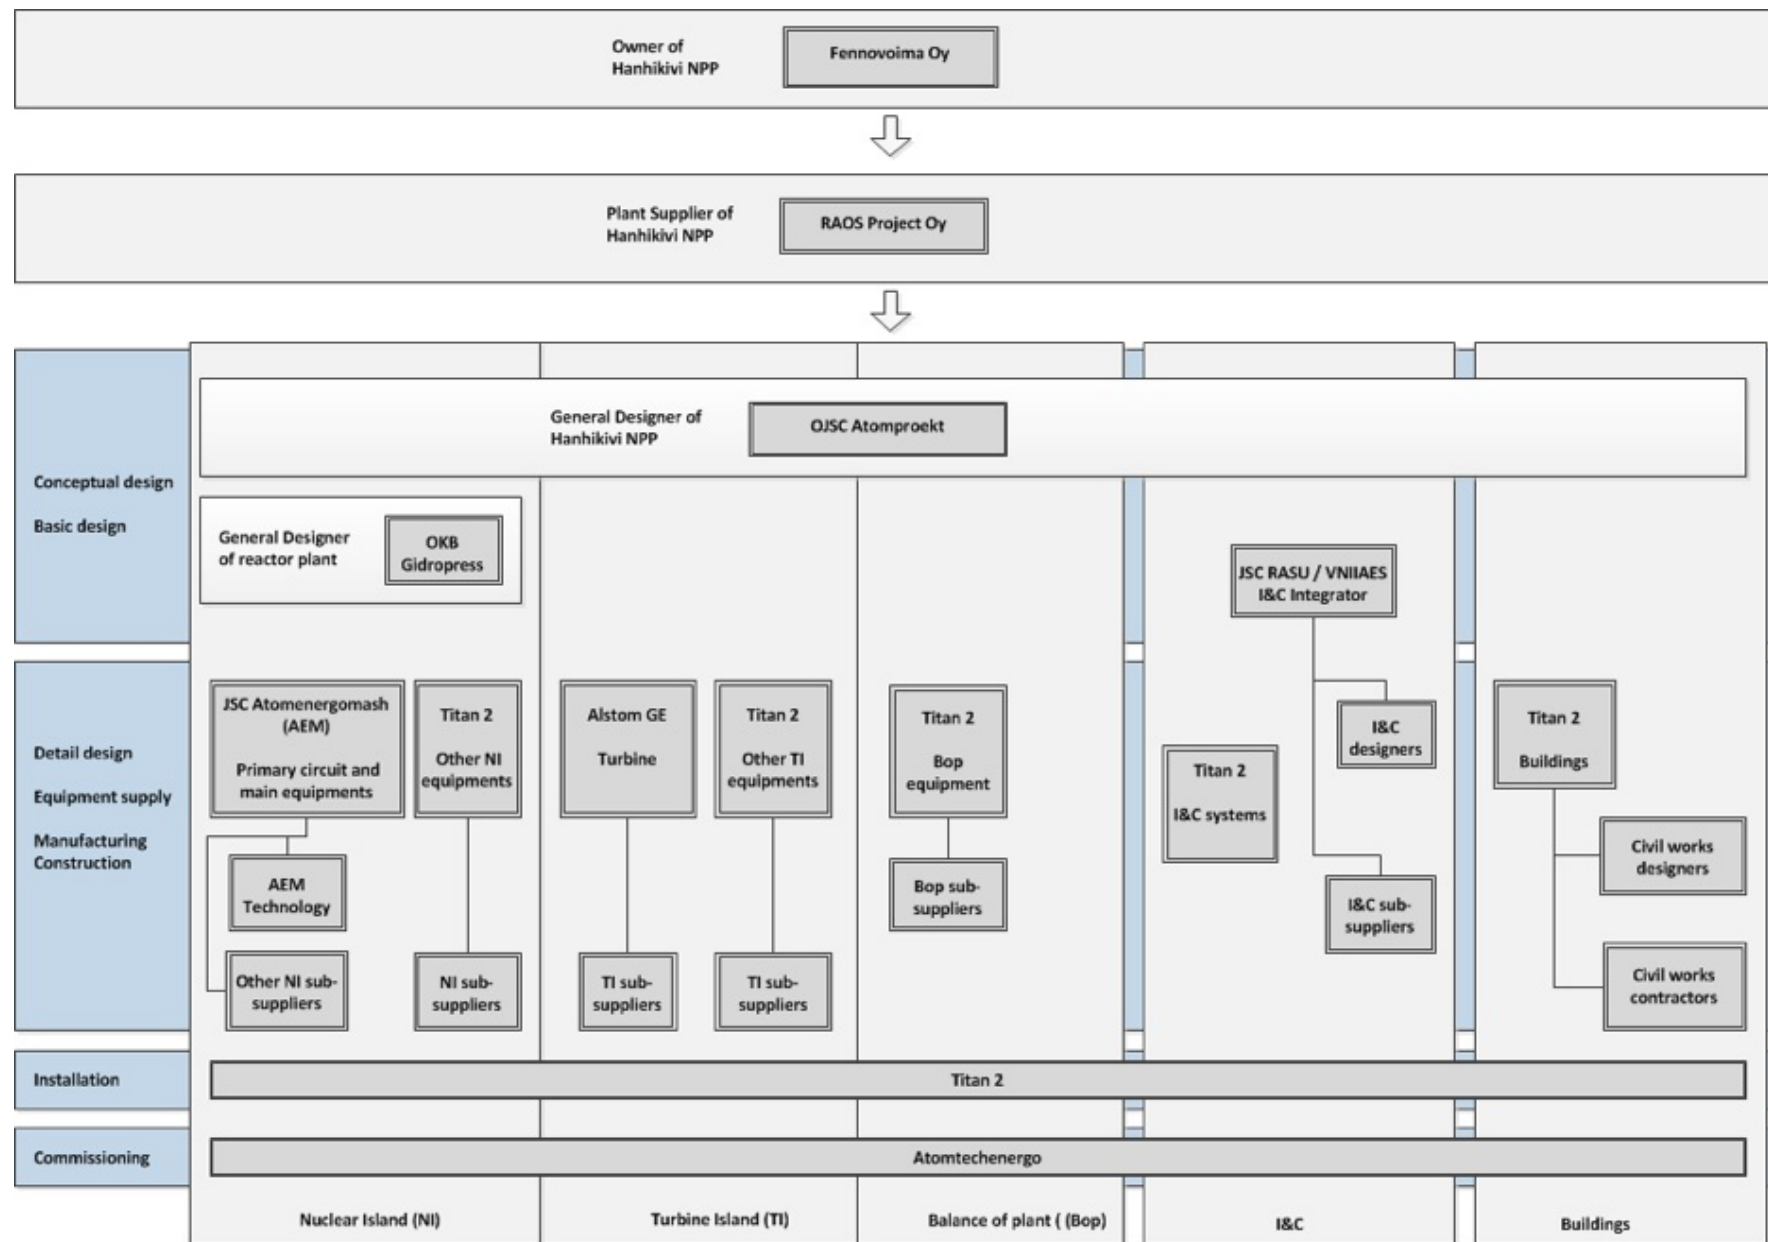 Owner of
Hanhikivi NPP
Fennovoima Oy
Plant Supplier of
Hanhikivi NPP
RAOS Project Oy
Conceptual design
Basic design
General Designer of
Hanhikivi NPP
OJSC Atomproekt
General Designer
of reactor plant
OKB
Gidropress
JSC RASU / VNIIAES
I&C Integrator
Detail design
Equipment supply
Manufacturing
Construction
JSC Atomenergomash
(AEM)
Primary circuit and
main equipments
Titan 2
Other NI
equipments
Alstom GE
Turbine
Titan 2
Other TI
equipments
Titan 2
Bop
equipment
Titan 2
I&C systems
I&C
designers
Titan 2
Buildings
AEM
Technology
Other NI sub-
suppliers
NI sub-
suppliers
TI sub-
suppliers
TI sub-
suppliers
Bop sub-
suppliers
I&C sub-
suppliers
Civil works
designers
Civil works
contractors
Installation
Titan 2
Commissioning
Atomtechenergo
Nuclear Island (NI)
Turbine Island (TI)
Balance of plant ( (Bop)
I&C
Buildings